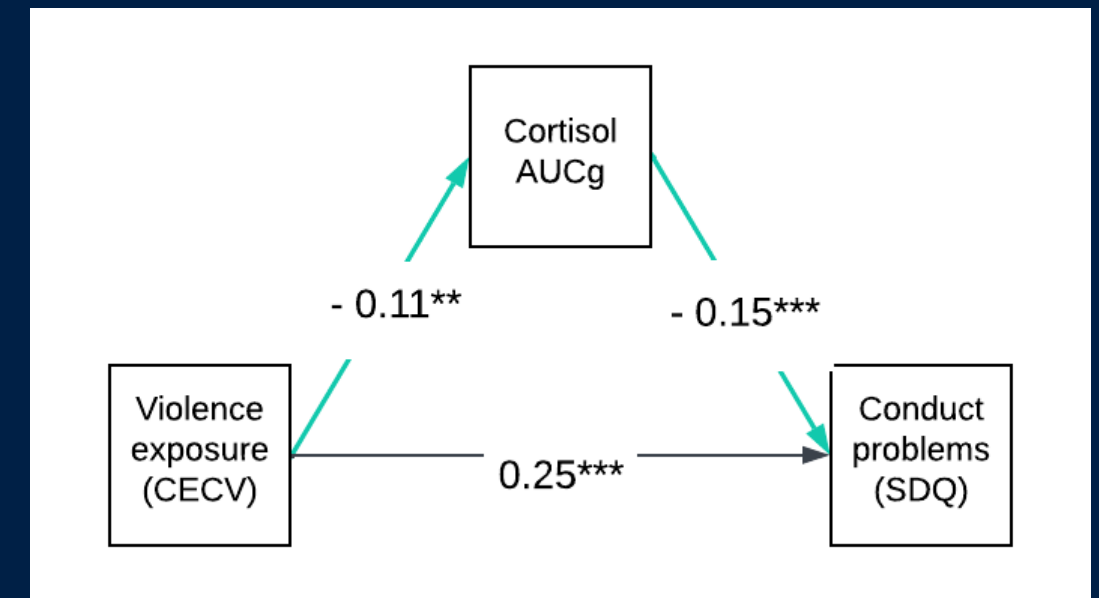 Cortisol
AUCg
- 0.11**
- 0.15***
Violence
exposure
(CECV)
0.25***
Conduct
problems
(SDQ)